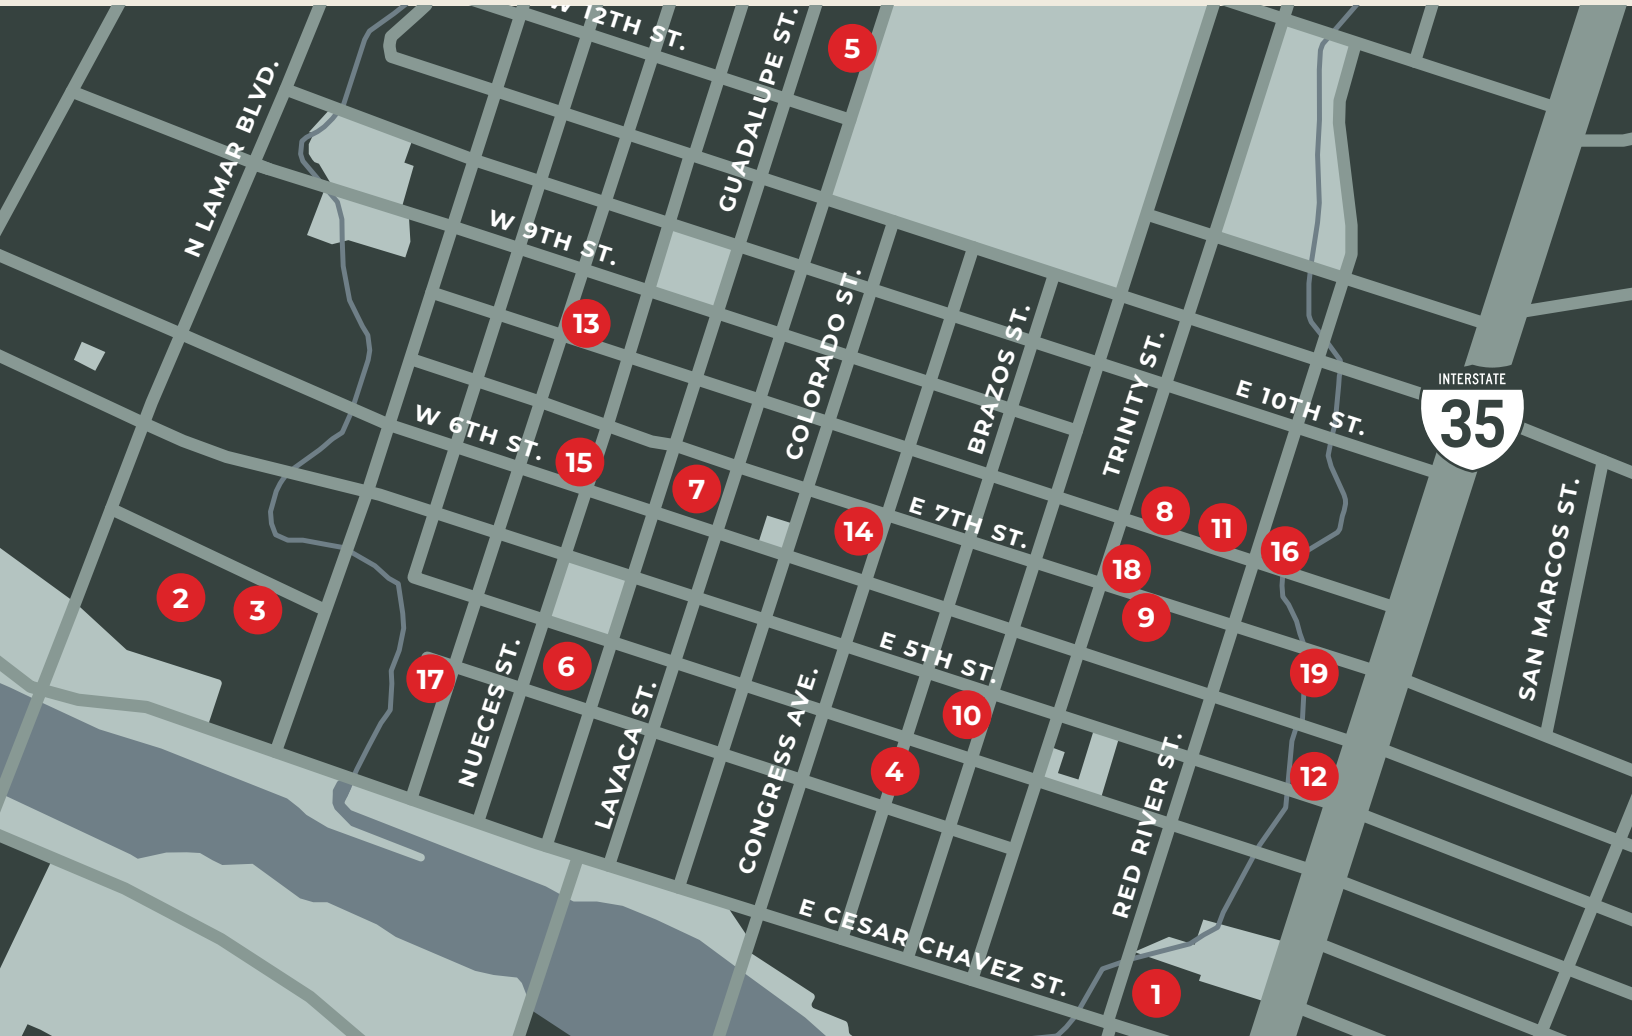 W 12TH ST.
5
GUADALUPE ST.
N LAMAR BLVD.
W 9TH ST.
13
COLORADO ST.
BRAZOS ST.
TRINITY ST.
E 10TH ST.
INTERSTATE
35
W 6TH ST.
15
7
14
E 7TH ST.
8
11
16
18
9
SAN MARCOS ST.
2
3
17
NUECES ST.
6
LAVACA ST.
E 5TH ST.
10
4
CONGRESS AVE.
19
12
RED RIVER ST.
E CESAR CHAVEZ ST.
1